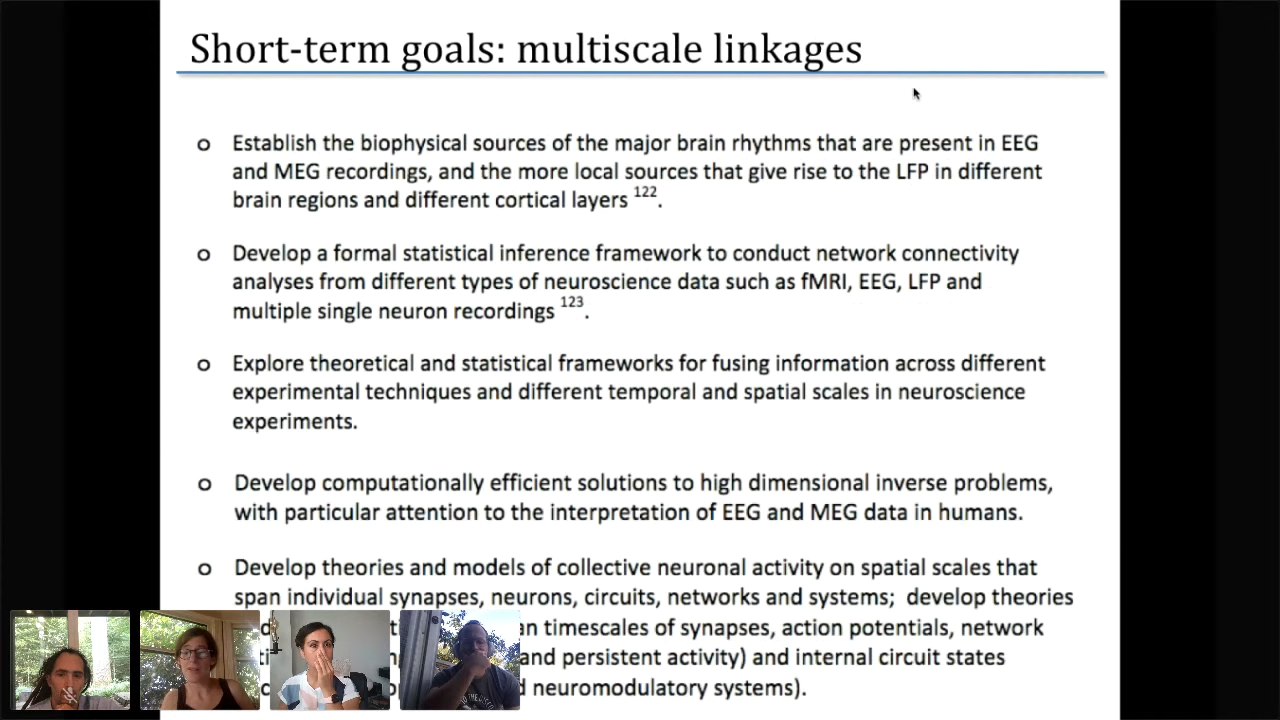 Short-term goals: multiscale linkages
o Establish the biophysical sources of the major brain rhythms that are present in EEG
and MEG recordings, and the more local sources that give rise to the LFP in different
brain regions and different cortical layers 122.
o Develop a formal statistical inference framework to conduct network connectivity
analyses from different types of neuroscience data such as fMRI, EEG, LFP and
multiple single neuron recordings 123.
o Explore theoretical and statistical frameworks for fusing information across different
experimental techniques and different temporal and spatial scales in neuroscience
experiments.
o Develop computationally efficient solutions to high dimensional inverse problems,
with particular attention to the interpretation of EEG and MEG data in humans.
o Develop theories and models of collective neuronal activity on spatial scales that
span individual synapses, neurons, circuits, networks and systems; develop theories
timescales of synapses, action potentials, network
and persistent activity) and internal circuit states
neuromodulatory systems).